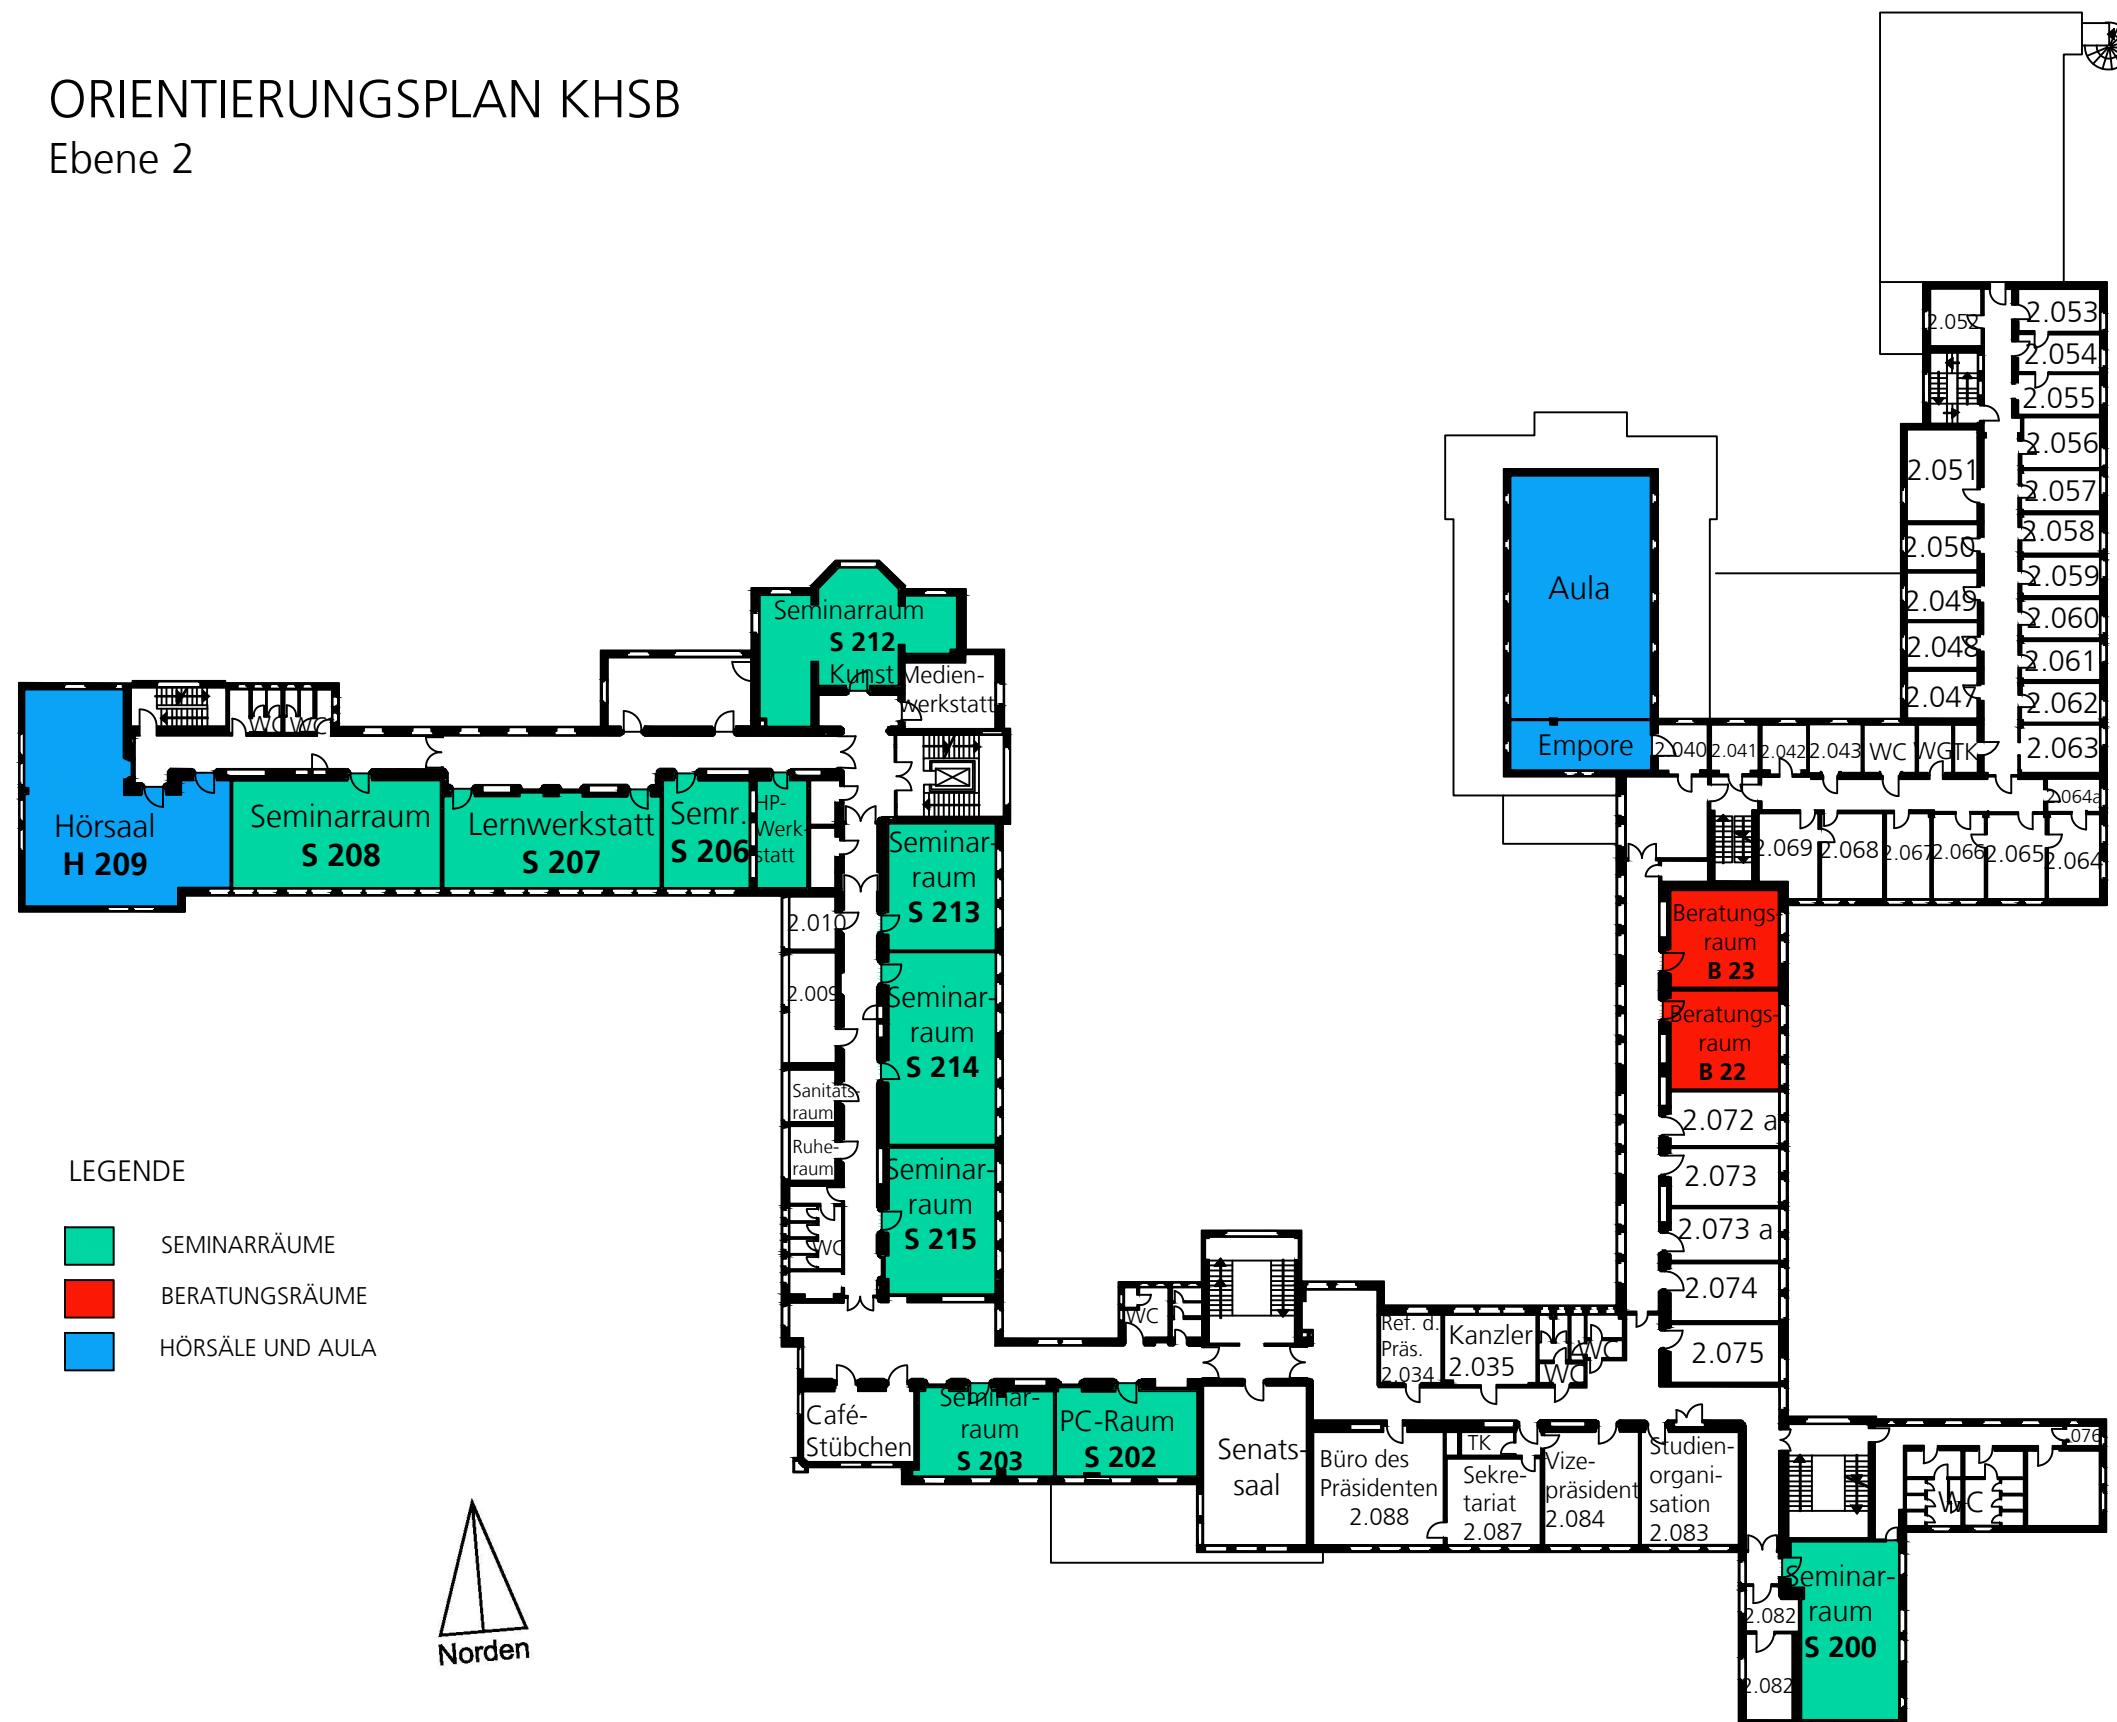 ORIENTIERUNGSPLAN KHSB
Ebene 2
2.052
2.053
2.054
2.055
2.056
2.051
2.057
2.058
2.050
2.059
2.049
2.060
2.048
2.061
2.047
2.062
2.063
Aula
Empore
2.040
2.041
2.042
2.043
WC
WC
TK
2.064a
2.069
2.068
2.067
2.066
2.065
2.064
Seminarraum
S 212
Kunst
Medien-
werkstatt
WC
WC
Hörsaal
H 209
Seminarraum
S 208
Lernwerkstatt
S 207
Semr.
S 206
HP-
Werk-
statt
Seminar-
raum
S 213
2.010
2.009
Seminar-
raum
S 214
Sanitäts-
raum
Ruhe-
raum
Seminar-
raum
S 215
WC
Beratungs-
raum
B 23
Beratungs-
raum
B 22
2.072 a
2.073
2.073 a
2.074
2.075
LEGENDE
SEMINARRÄUME
BERATUNGSRÄUME
HÖRSÄLE UND AULA
WC
Ref. d.
Präs.
2.034
Kanzler
2.035
WC
WC
Café-
Stübchen
Seminar-
raum
S 203
PC-Raum
S 202
Senats-
saal
Büro des
Präsidenten
2.088
TK
Sekre-
tariat
2.087
Vize-
präsident
2.084
Studien-
organi-
sation
2.083
.076
W C
Seminar-
raum
S 200
2.082
2.082
Norden